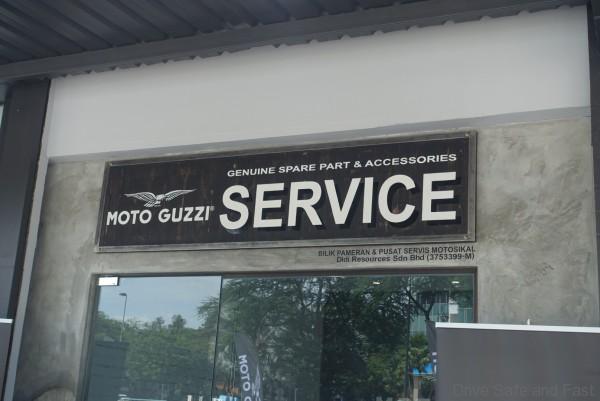 GENUINE SPARE PART & ACCESSORIES
MOTO GUZZI® SERVICE
BILIK PAMERAN & PUSAT SERVIS MOTOSIKAL
Didi Resources Sdn Bhd (3753399-M)
MOTO G
Drive Safe and Fast